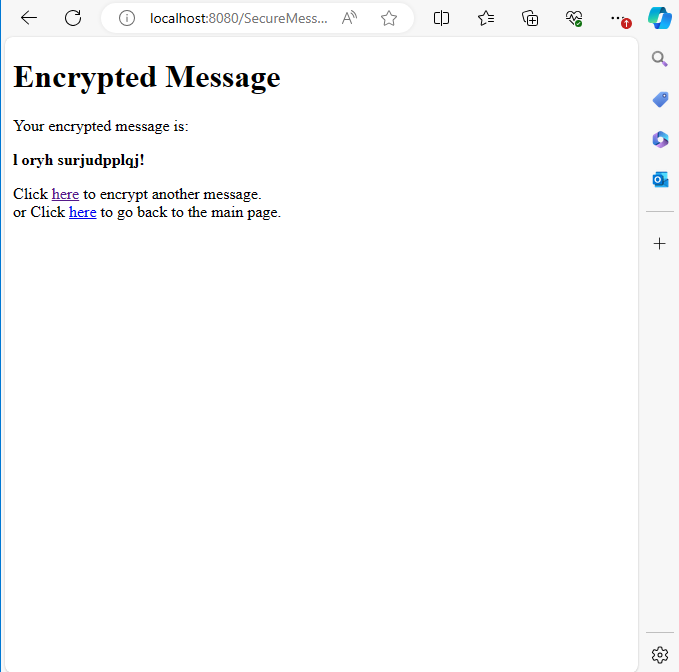 localhost:8080/SecureMess...
Encrypted Message
Your encrypted message is:
l oryh surjudpplqj!
Click here to encrypt another message.
or Click here to go back to the main page.